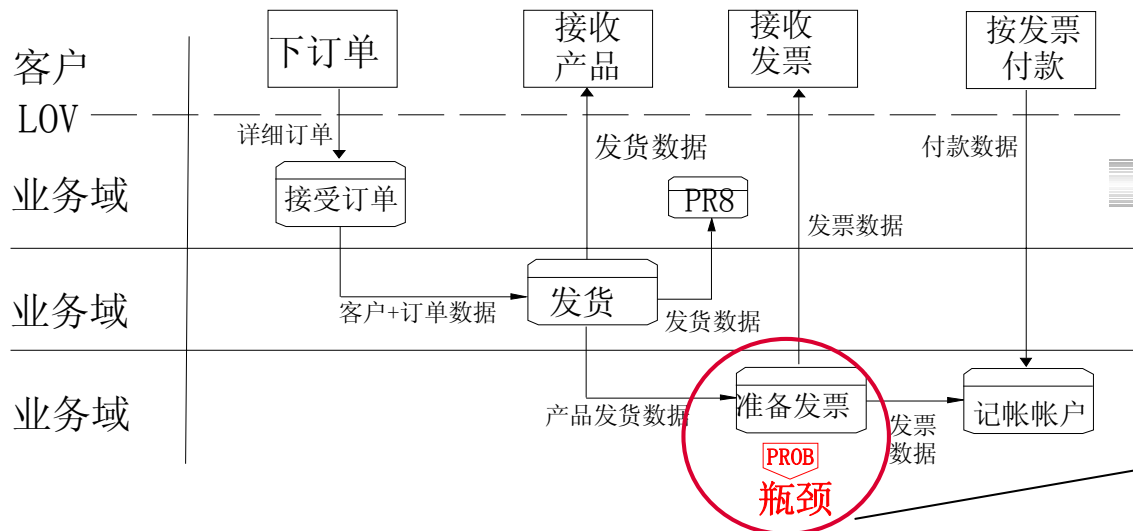 客户
下订单
接收
产品
接收
发票
按发票
付款
LOV
详细订单
发货数据
付款数据
业务域
接受订单
PR8
发票数据
业务域
客户+订单数据
发货
发货数据
业务域
产品发货数据
准备发票
发票
数据
记帐帐户
PROB
瓶颈